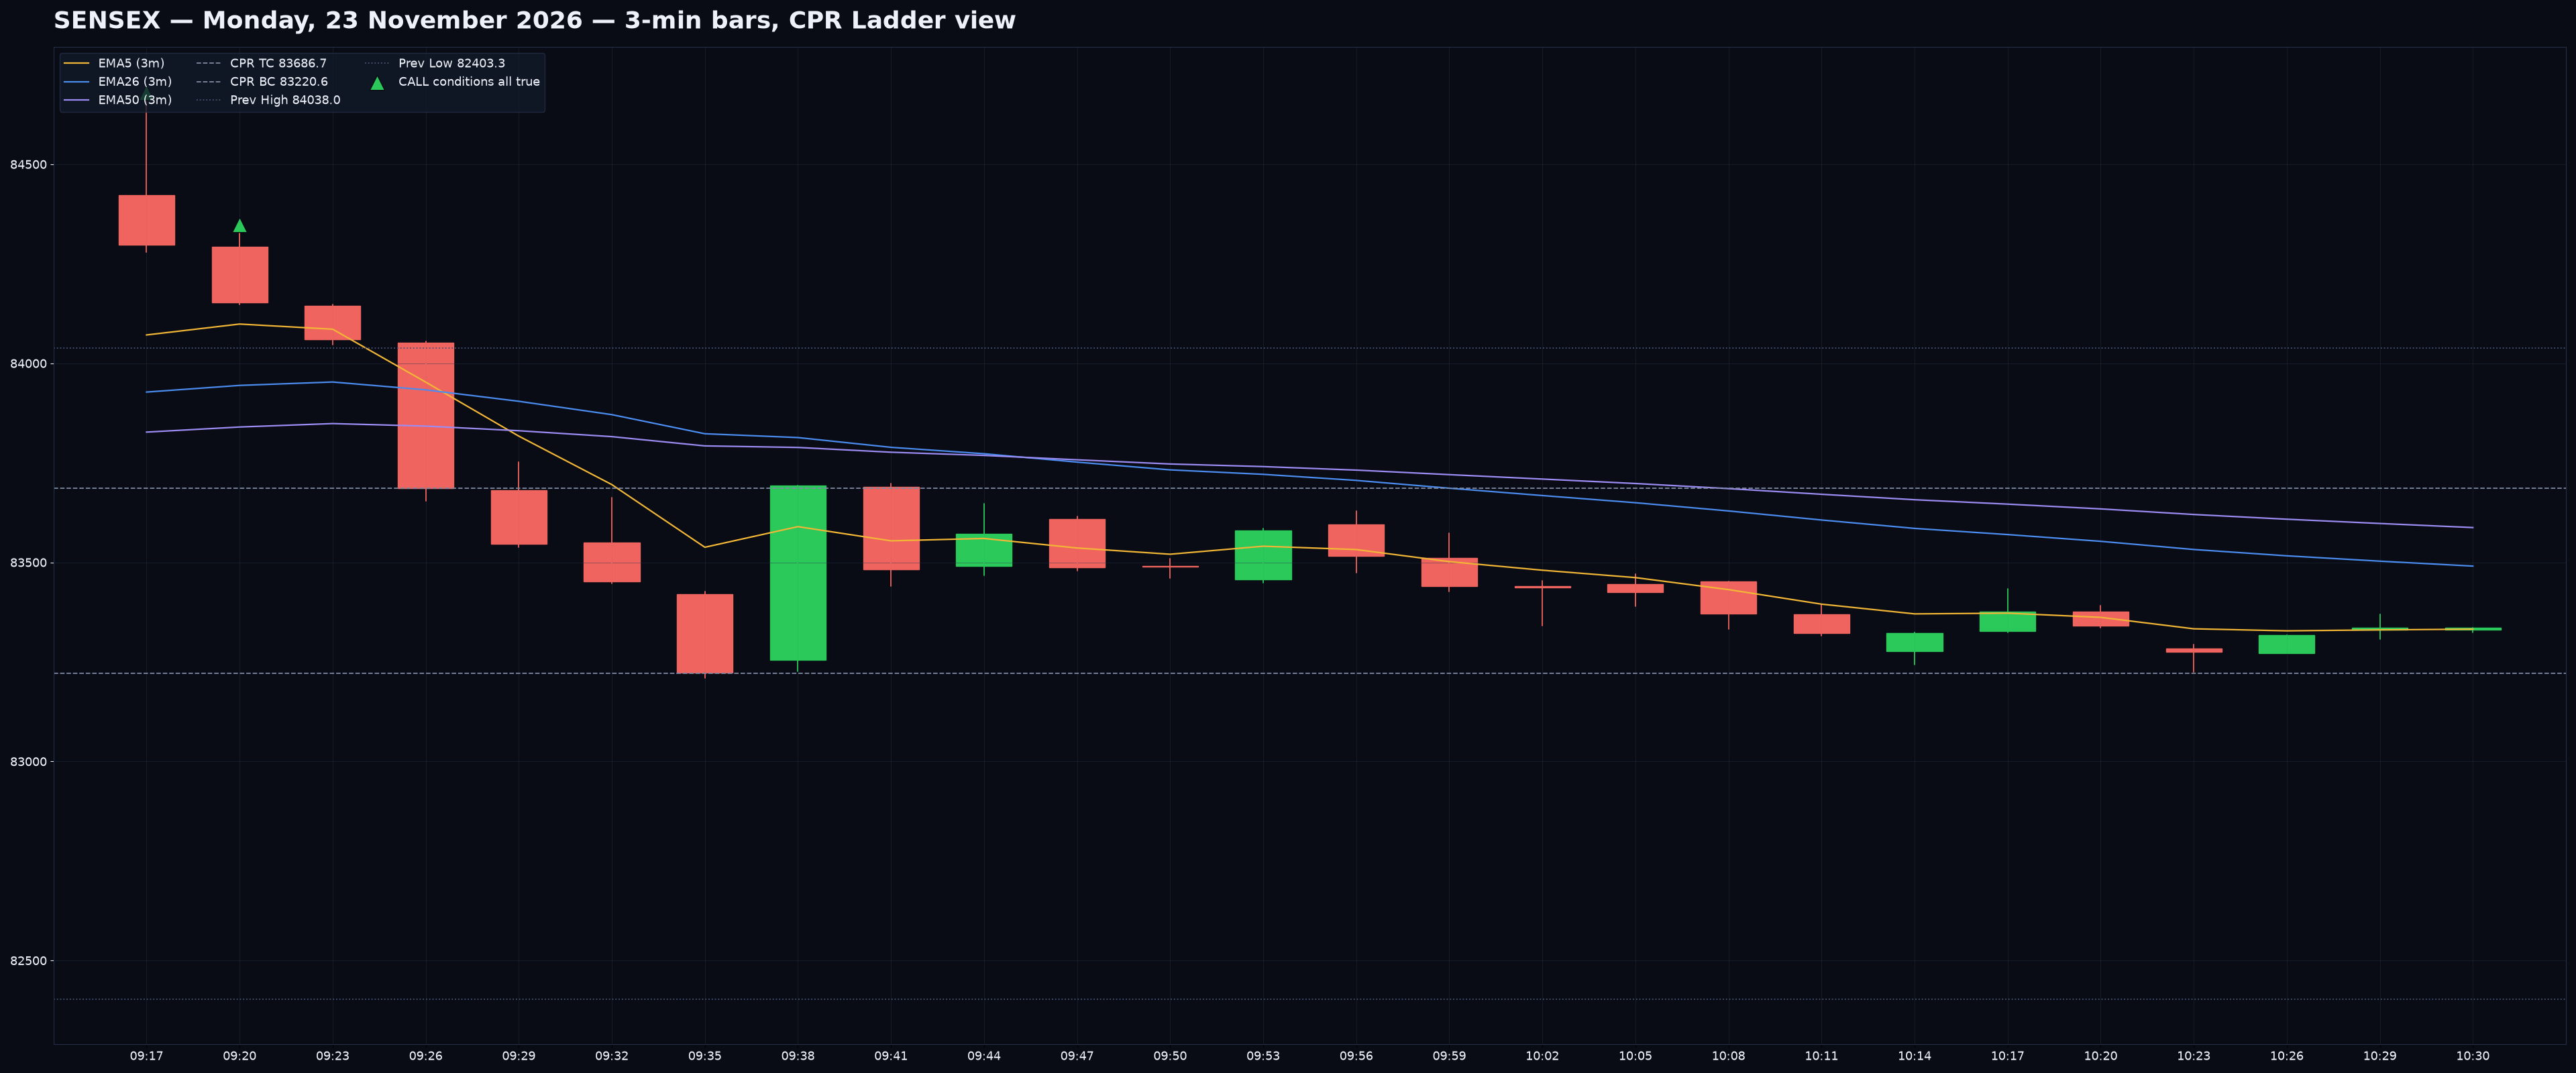 SENSEX — Monday, 23 November 2026 — 3-min bars, CPR Ladder view
EMA5 (3m)
EMA26 (3m)
EMA50 (3m)
CPR TC 83686.7
CPR BC 83220.6
Prev High 84038.0
Prev Low 82403.3
CALL conditions all true
84500
84000
83500
83000
82500
09:17 09:20 09:23 09:26 09:29 09:32 09:35 09:38 09:41 09:44 09:47 09:50 09:53 09:56 09:59 10:02 10:05 10:08 10:11 10:14 10:17 10:20 10:23 10:26 10:29 10:30